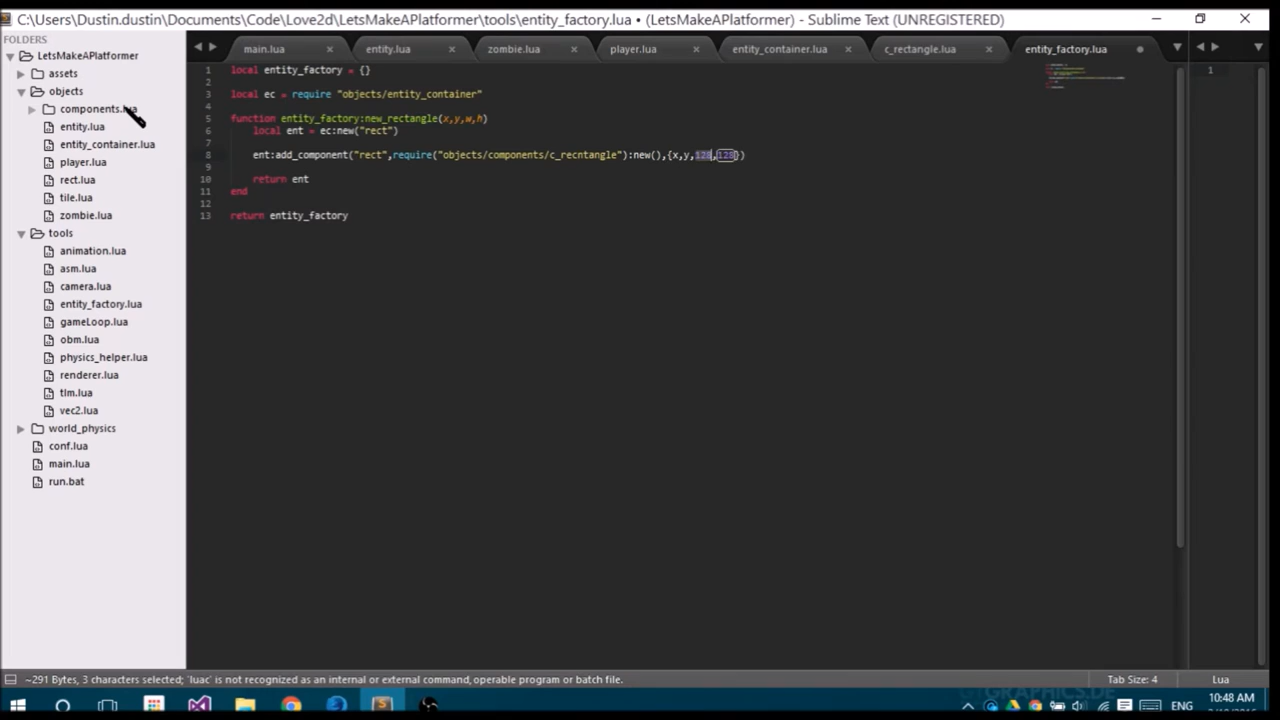 C:\Users\Dustin.dustin\Documents\Code\Love2d\LetsMakeAPlatformer\tools\entity_factory.lua • (LetsMakeAPlatformer) - Sublime Text (UNREGISTERED)
FOLDERS
LetsMakeAPlatformer
assets
objects
components.lua
entity.lua
entity_container.lua
player.lua
rect.lua
tile.lua
zombie.lua
tools
animation.lua
asm.lua
camera.lua
entity_factory.lua
gameLoop.lua
obm.lua
physics_helper.lua
renderer.lua
tlm.lua
vec2.lua
world_physics
conf.lua
main.lua
run.bat
main.lua entity.lua zombie.lua player.lua entity_container.lua c_rectangle.lua entity_factory.lua
1 local entity_factory = {}
2
3 local ec = require "objects/entity_container"
4
5 function entity_factory:new_rectangle(x,y,w,h)
6 local ent = ec:new("rect")
7
8 ent:add_component("rect",require("objects/components/c_recntangle"):new(),{x,y,128,128})
9
10 return ent
11 end
12
13 return entity_factory
1
~291 Bytes, 3 characters selected; 'luac' is not recognized as an internal or external command, operable program or batch file.
Tab Size: 4
Lua
GTGRAPHICS.DE
ENG
10:48 AM